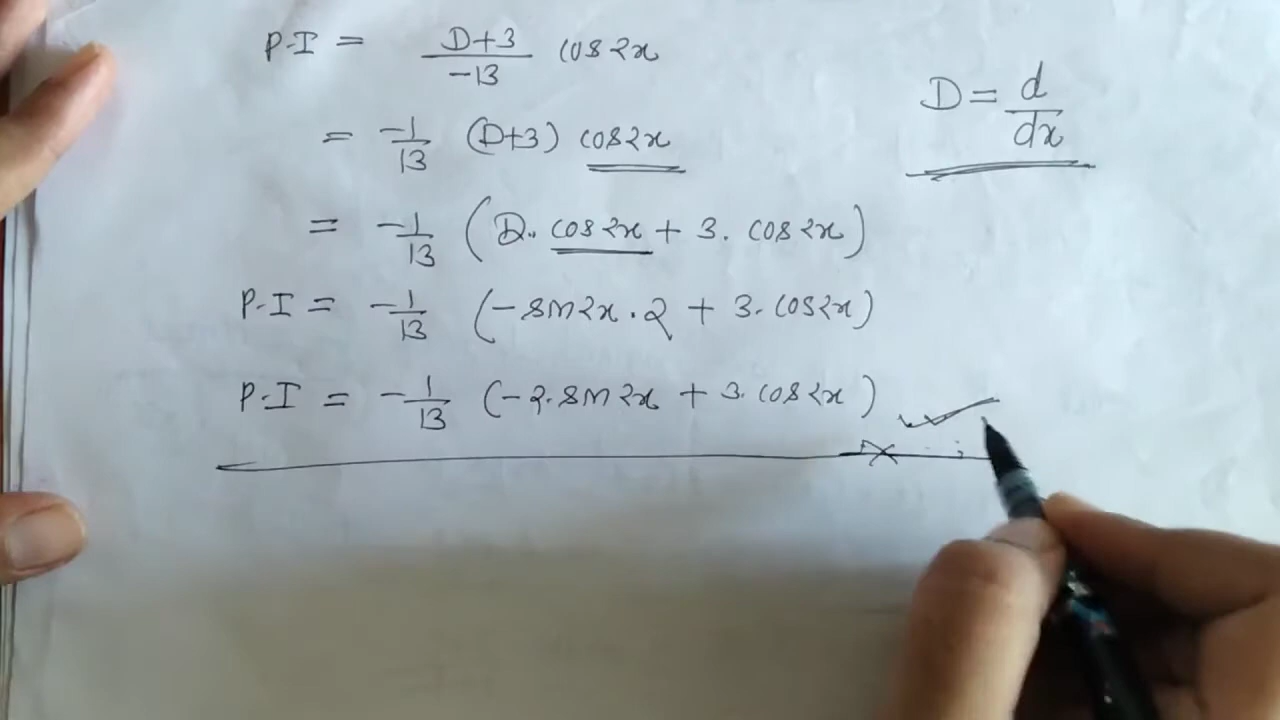 P.I = D+3/-13 cos2x
D = d/dx
= -1/13 (D+3) cos2x
= -1/13 (D. cos2x + 3. cos2x)
P.I = -1/13 (-sin2x . 2 + 3. cos2x)
P.I = -1/13 (-2.sin2x + 3.cos2x)